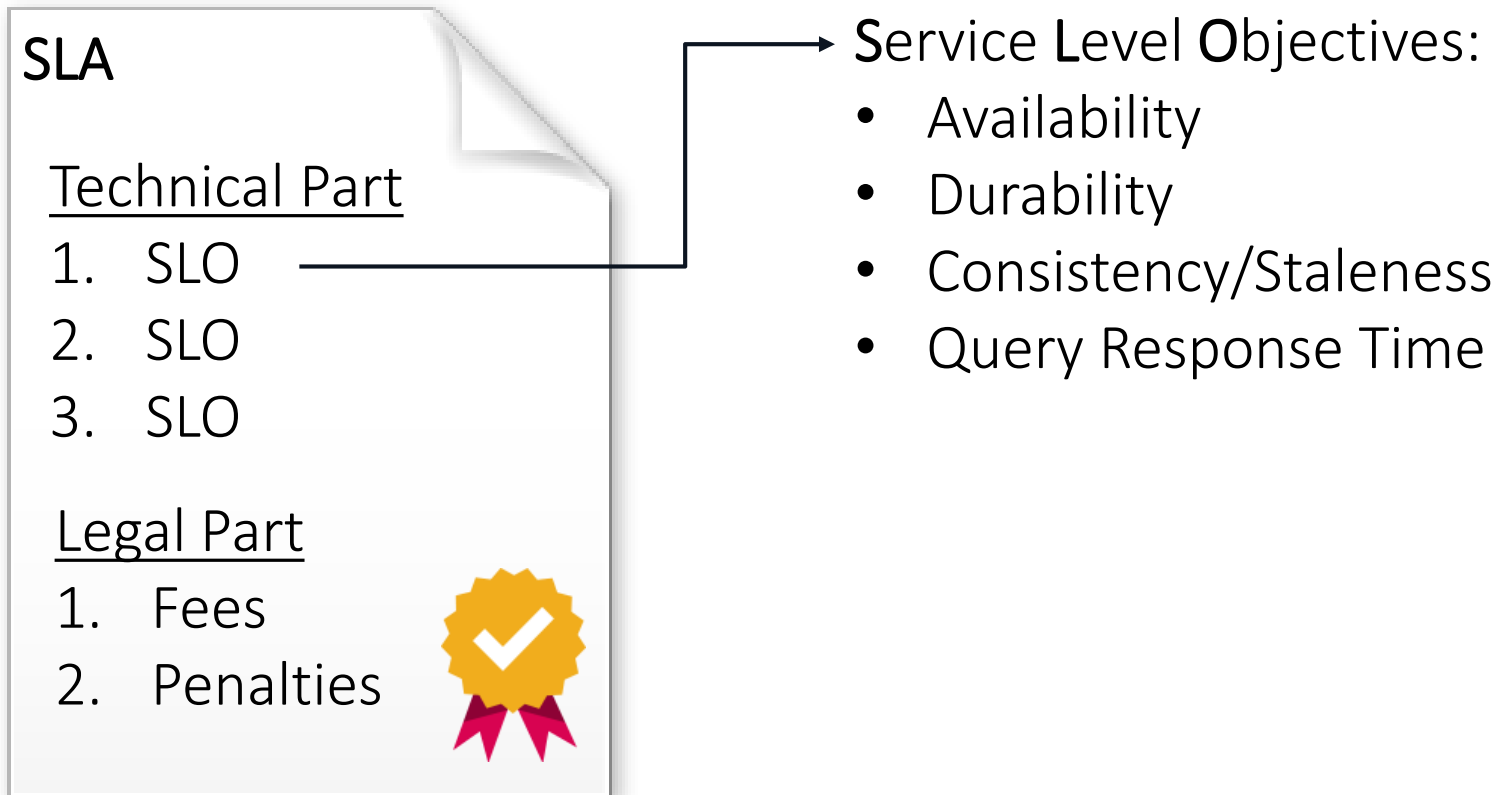 SLA
Technical Part
1. SLO
2. SLO
3. SLO
Legal Part
1. Fees
2. Penalties
Service Level Objectives:
• Availability
• Durability
• Consistency/Staleness
• Query Response Time